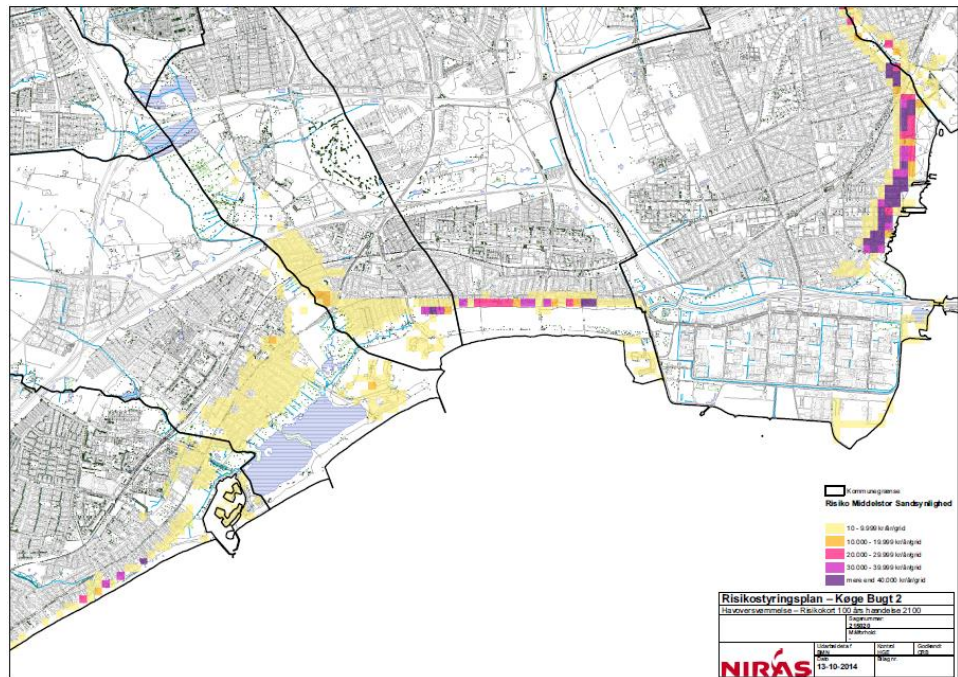 Kommunegrænse
Risiko Middelstor Sandsynlighed
10 - 9.999 kr/år/grid
10.000 - 19.999 kr/år/grid
20.000 - 29.999 kr/år/grid
30.000 - 39.999 kr/år/grid
mere end 40.000 kr/år/grid
Risikostyringsplan – Køge Bugt 2
Havoversvømmelse – Risikokort 100 års hændelse 2100
Sagsnummer:
Målforhold:
-
Udarbejdet af Kontrol Godkendt
HGE
Dato Bilag nr.
13-10-2014
NIRAS